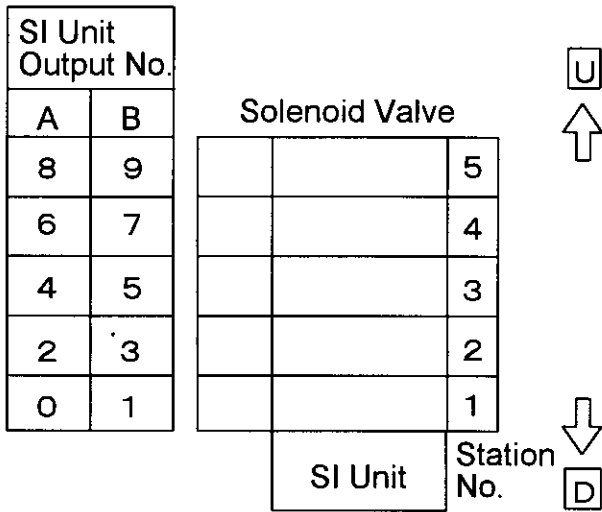 SI Unit
Output No.
U
A B Solenoid Valve
8 9 5
6 7 4
4 5 3
2 3 2
0 1 1
SI Unit
Station
No.
D